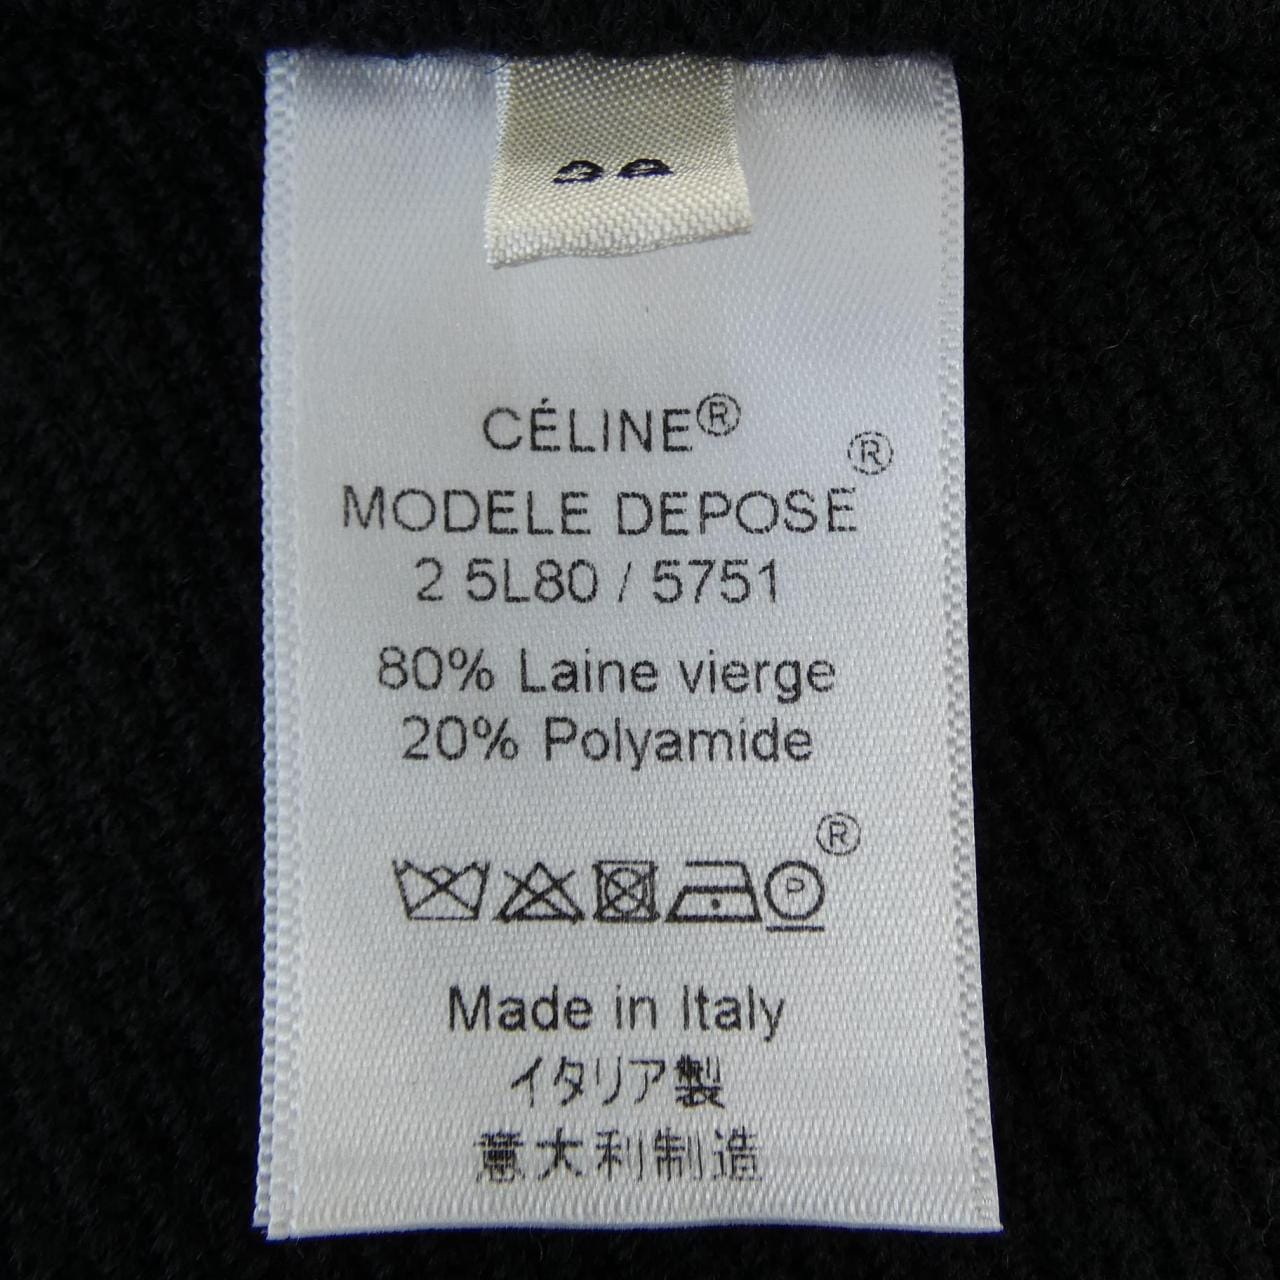 CÉLINE®
®
MODELE DEPOSE
2 5L80 / 5751
80% Laine vierge
20% Polyamide
®
P
Made in Italy
イタリア製
意大利制造